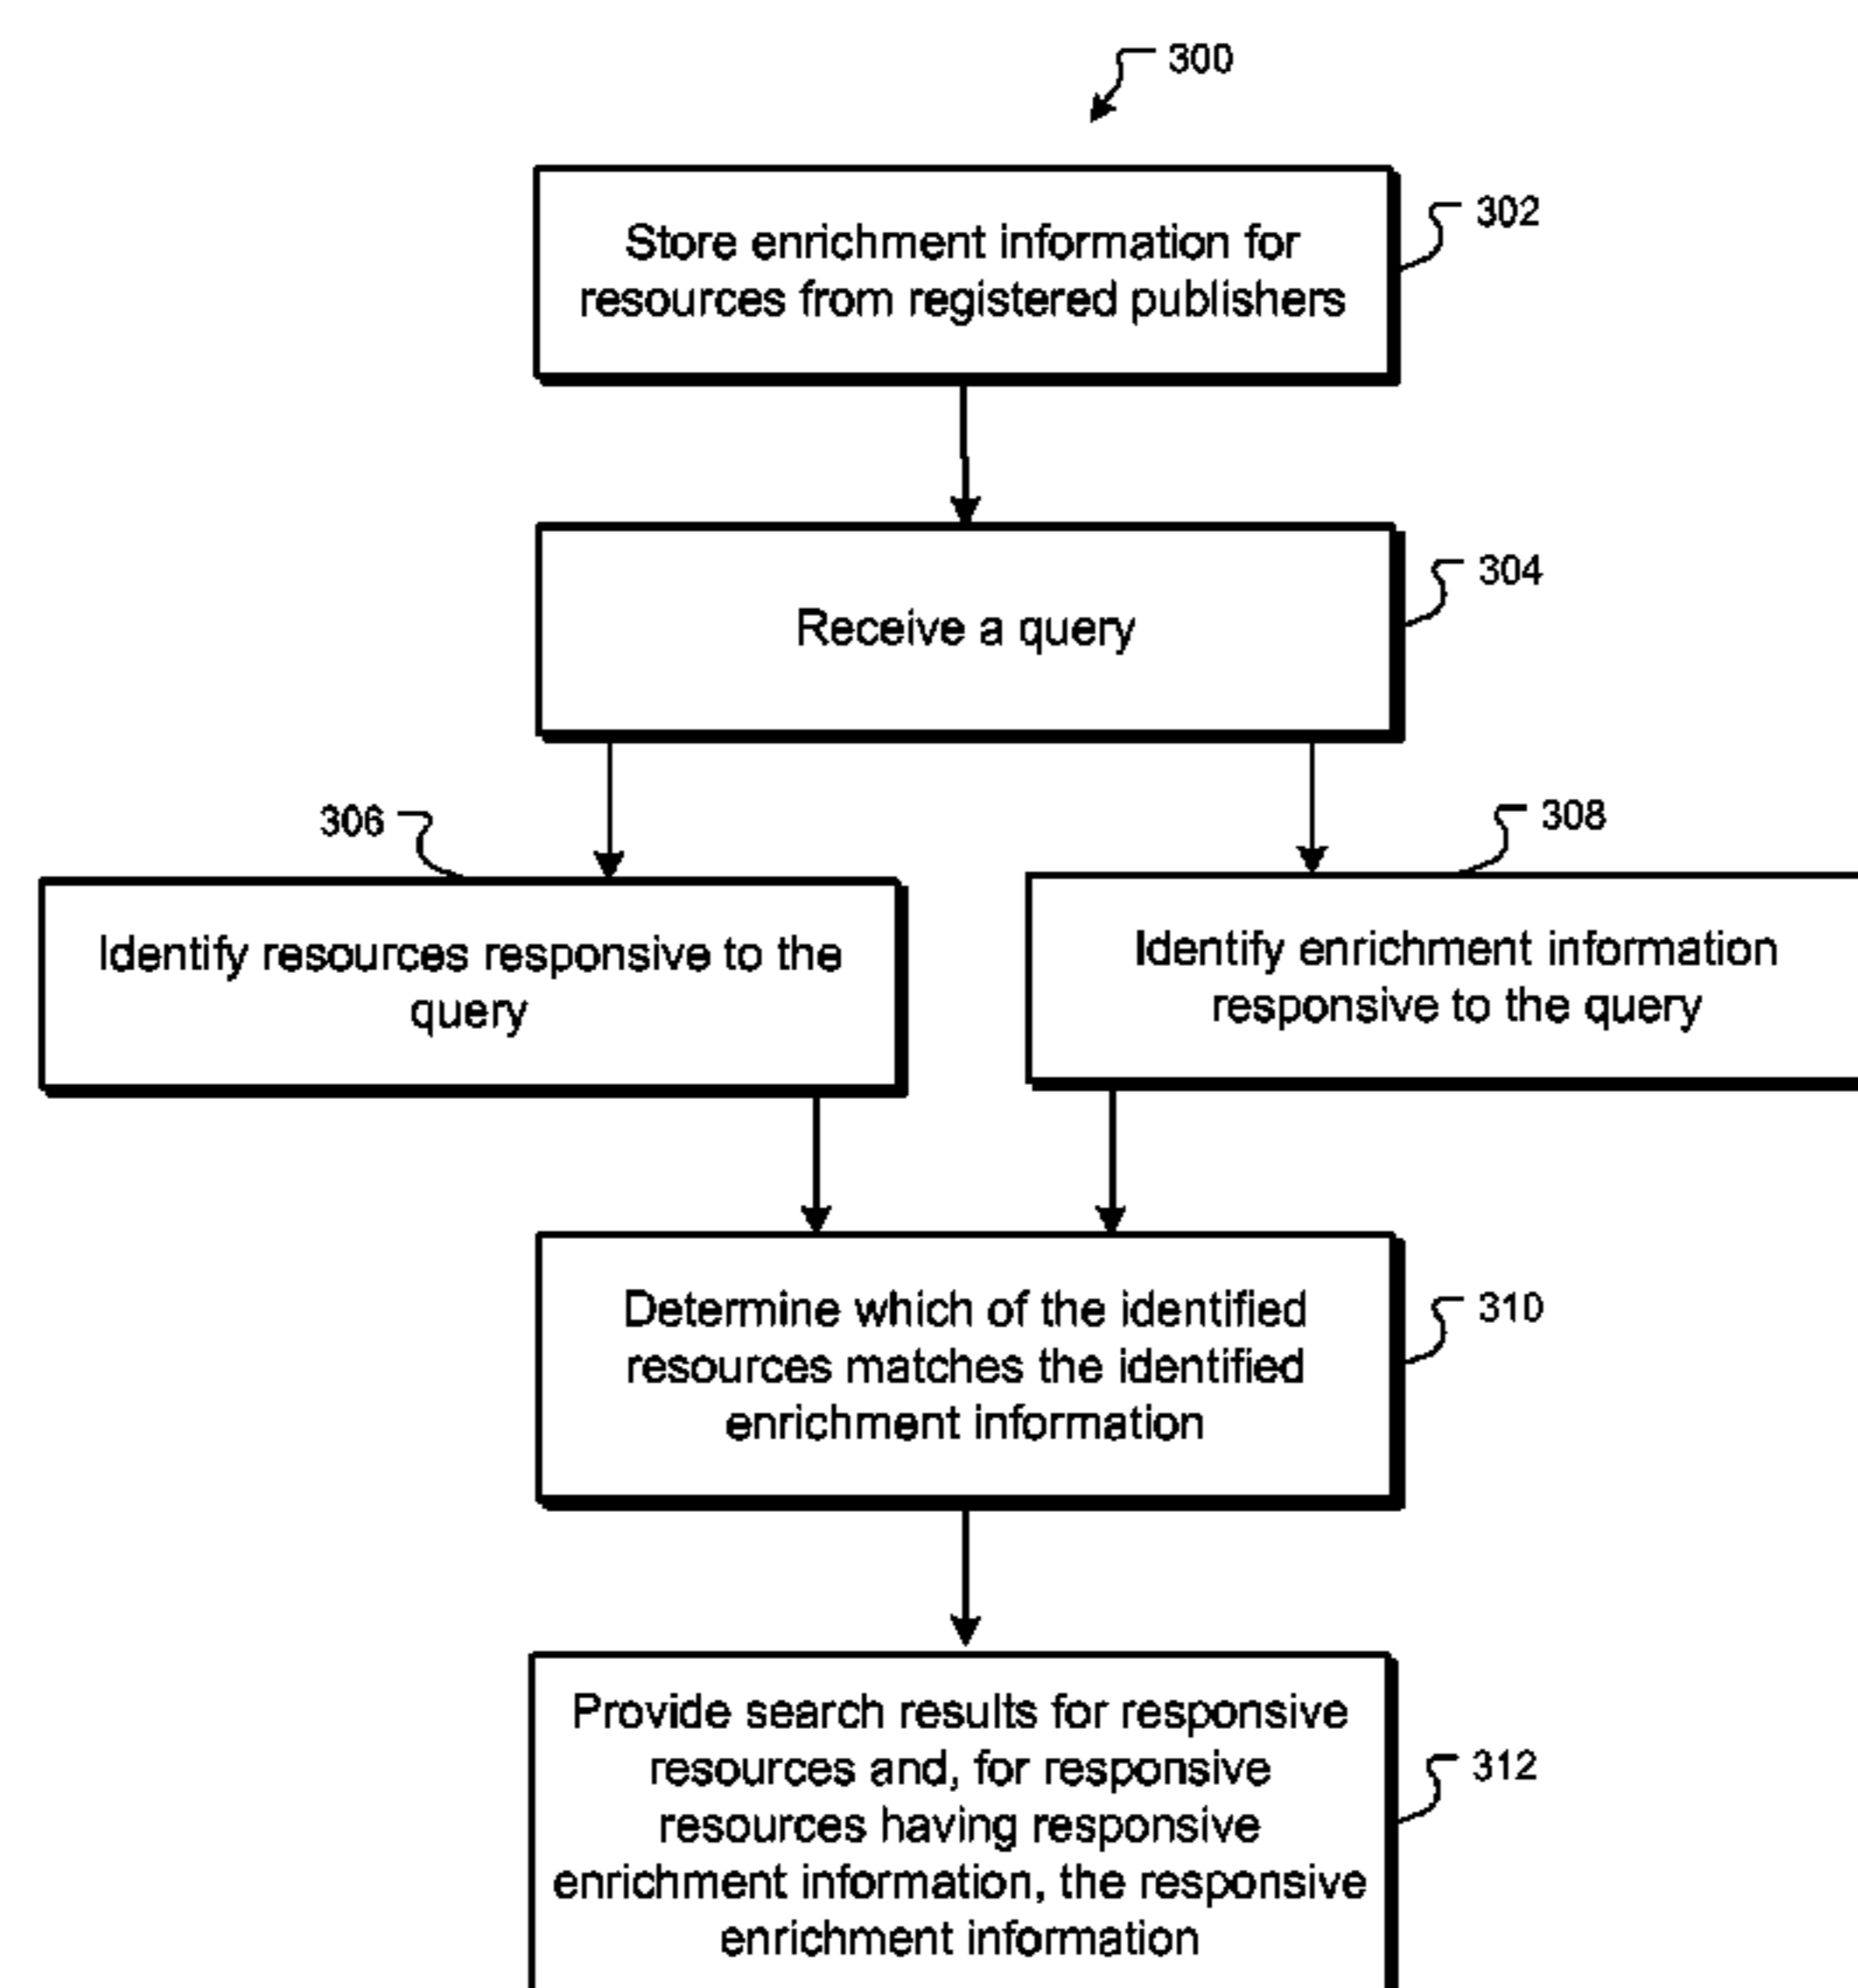 300
Store enrichment information for
resources from registered publishers
302
Receive a query
304
306
Identify resources responsive to the
query
308
Identify enrichment information
responsive to the query
Determine which of the identified
resources matches the identified
enrichment information
310
Provide search results for responsive
resources and, for responsive
resources having responsive
enrichment information, the responsive
enrichment information
312